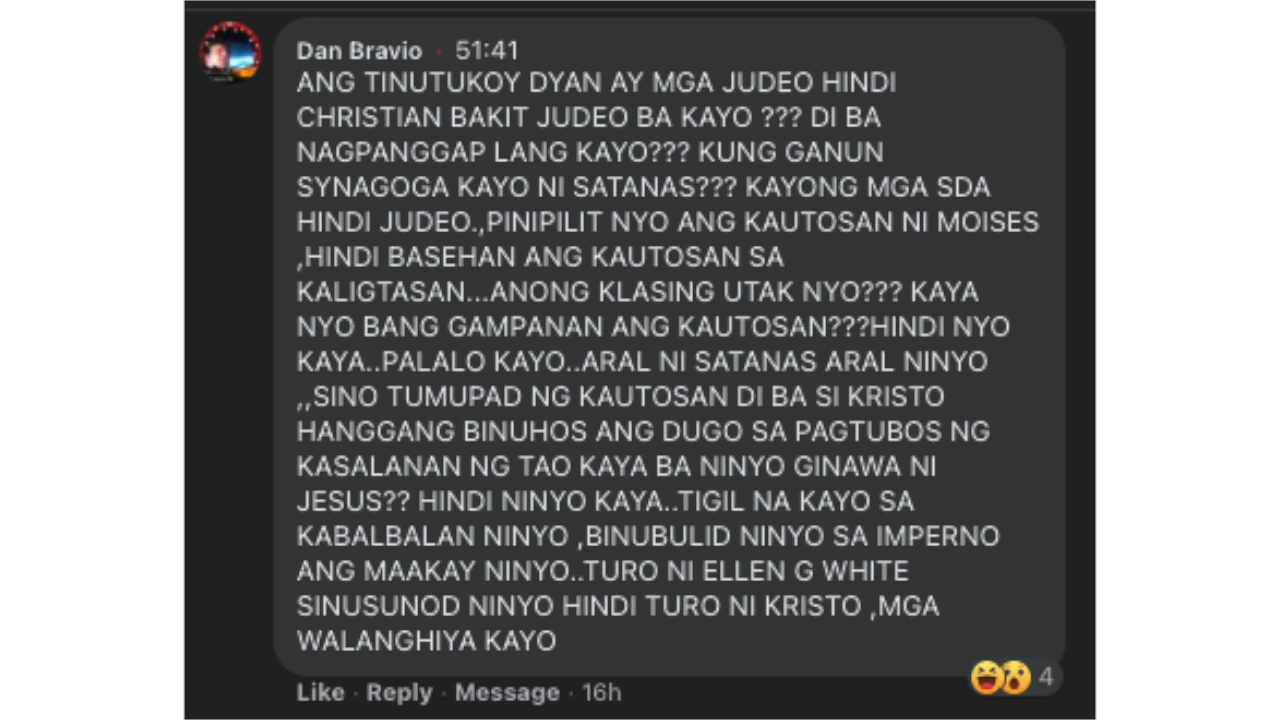 Dan Bravio · 51:41
ANG TINUTUKOY DYAN AY MGA JUDEO HINDI
CHRISTIAN BAKIT JUDEO BA KAYO ??? DI BA
NAGPANGGAP LANG KAYO??? KUNG GANUN
SYNAGOGA KAYO NI SATANAS??? KAYONG MGA SDA
HINDI JUDEO.,PINIPILIT NYO ANG KAUTOSAN NI MOISES
,HINDI BASEHAN ANG KAUTOSAN SA
KALIGTASAN...ANONG KLASING UTAK NYO??? KAYA
NYO BANG GAMPANAN ANG KAUTOSAN???HINDI NYO
KAYA..PALALO KAYO..ARAL NI SATANAS ARAL NINYO
,,SINO TUMUPAD NG KAUTOSAN DI BA SI KRISTO
HANGGANG BINUHOS ANG DUGO SA PAGTUBOS NG
KASALANAN NG TAO KAYA BA NINYO GINAWA NI
JESUS?? HINDI NINYO KAYA..TIGIL NA KAYO SA
KABALBALAN NINYO ,BINUBULID NINYO SA IMPERNO
ANG MAAKAY NINYO..TURO NI ELLEN G WHITE
SINUSUNOD NINYO HINDI TURO NI KRISTO ,MGA
WALANGHIYA KAYO
4
Like · Reply · Message · 16h